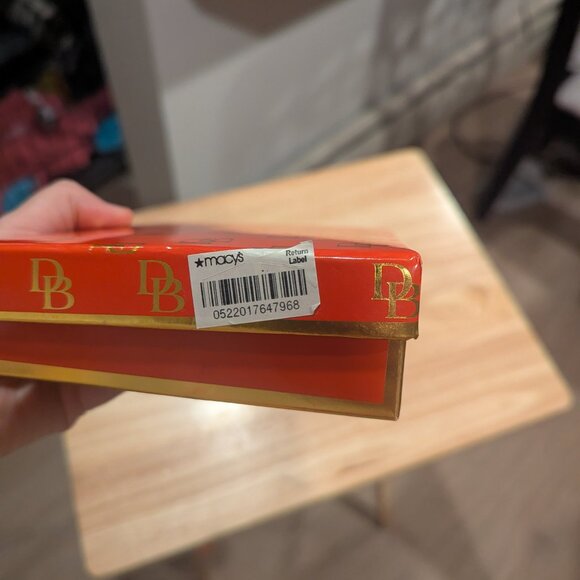 DB DB DB
★macy's Return
Label
0522017647968